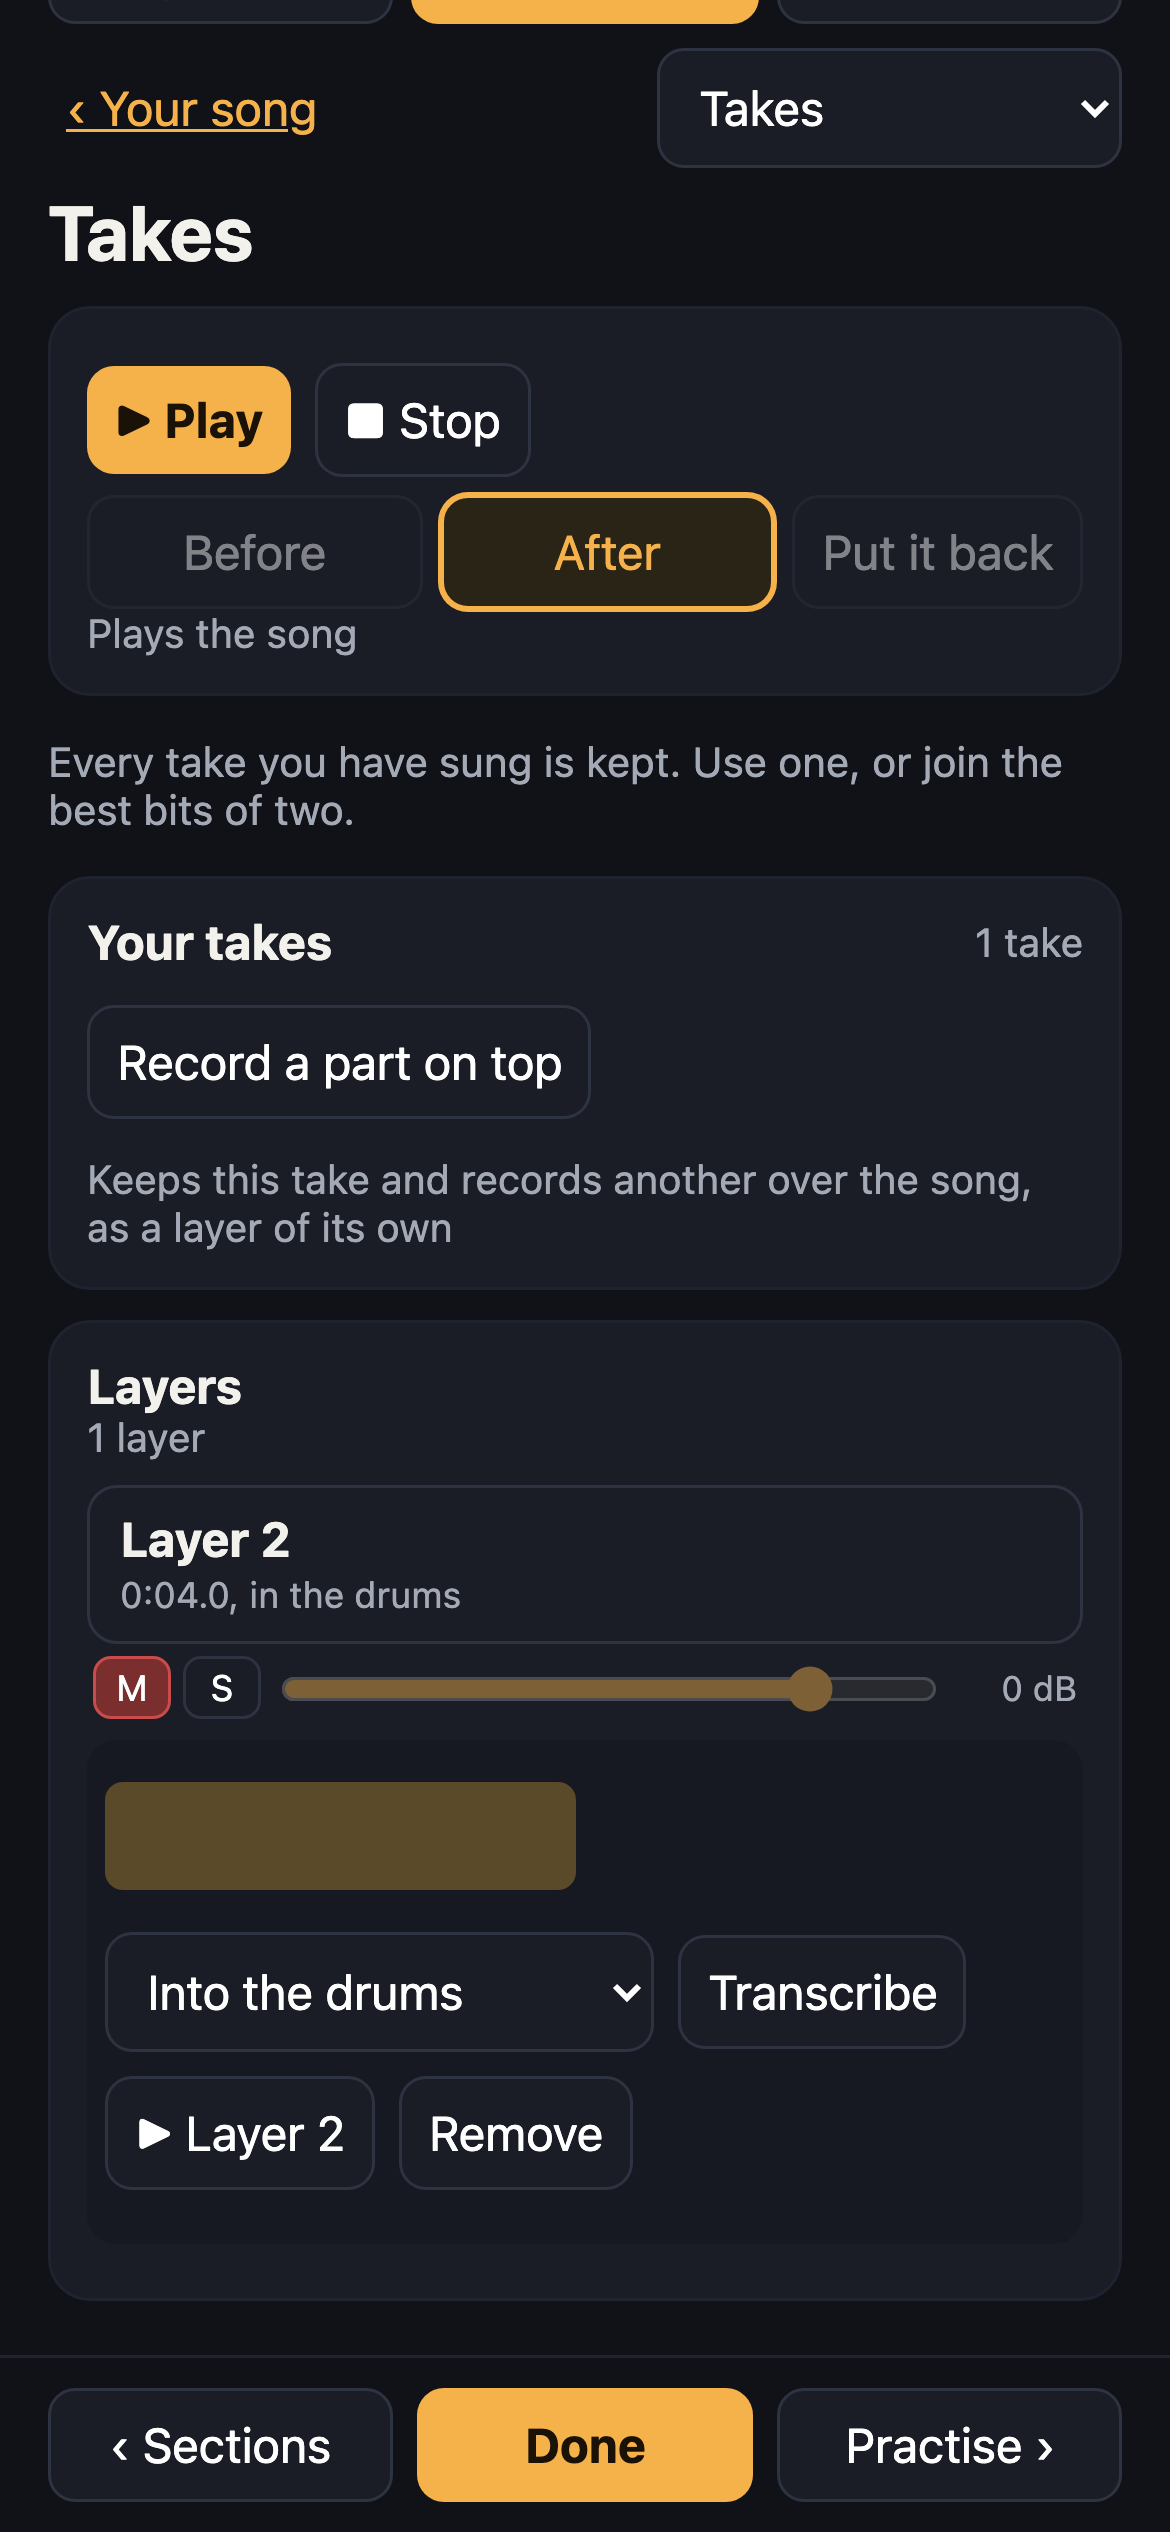 ‹ Your song
Takes
Takes
▶ Play
■ Stop
Before
After
Put it back
Plays the song
Every take you have sung is kept. Use one, or join the
best bits of two.
Your takes
1 take
Record a part on top
Keeps this take and records another over the song,
as a layer of its own
Layers
1 layer
Layer 2
0:04.0, in the drums
M
S
0 dB
Into the drums
Transcribe
▶ Layer 2
Remove
‹ Sections
Done
Practise ›